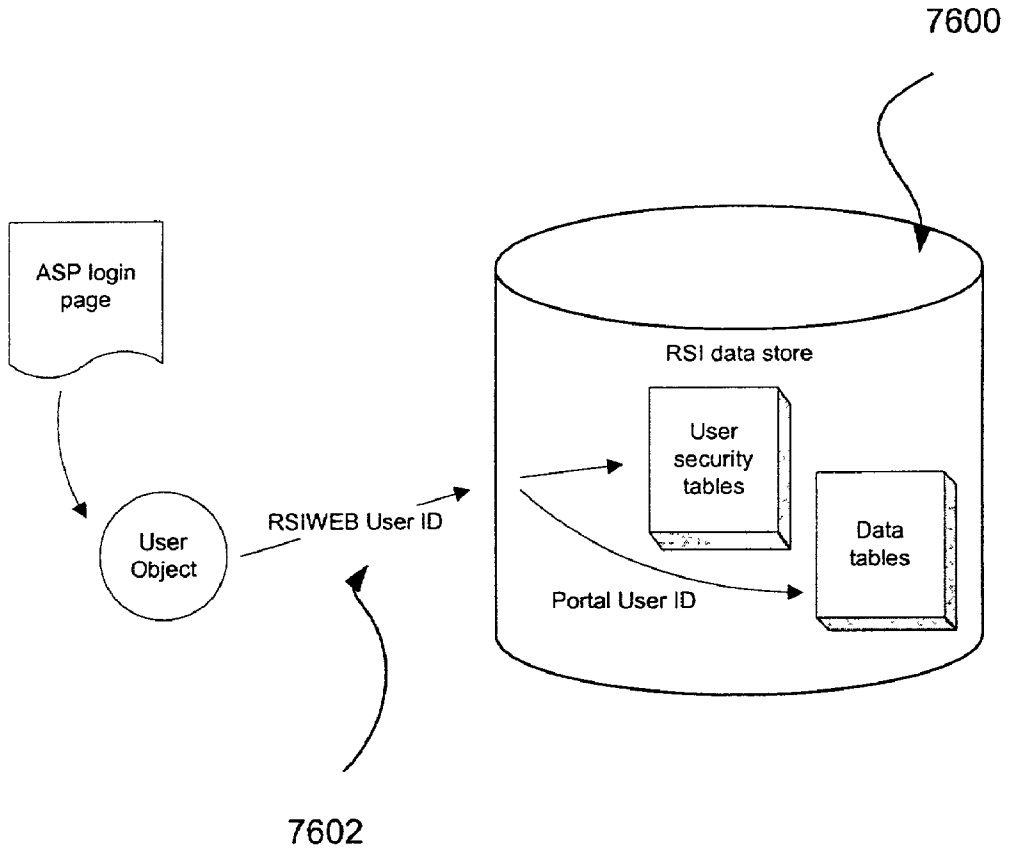 7600
ASP login
page
RSI data store
User
security
tables
Data
tables
RSIWEB User ID
User
Object
Portal User ID
7602